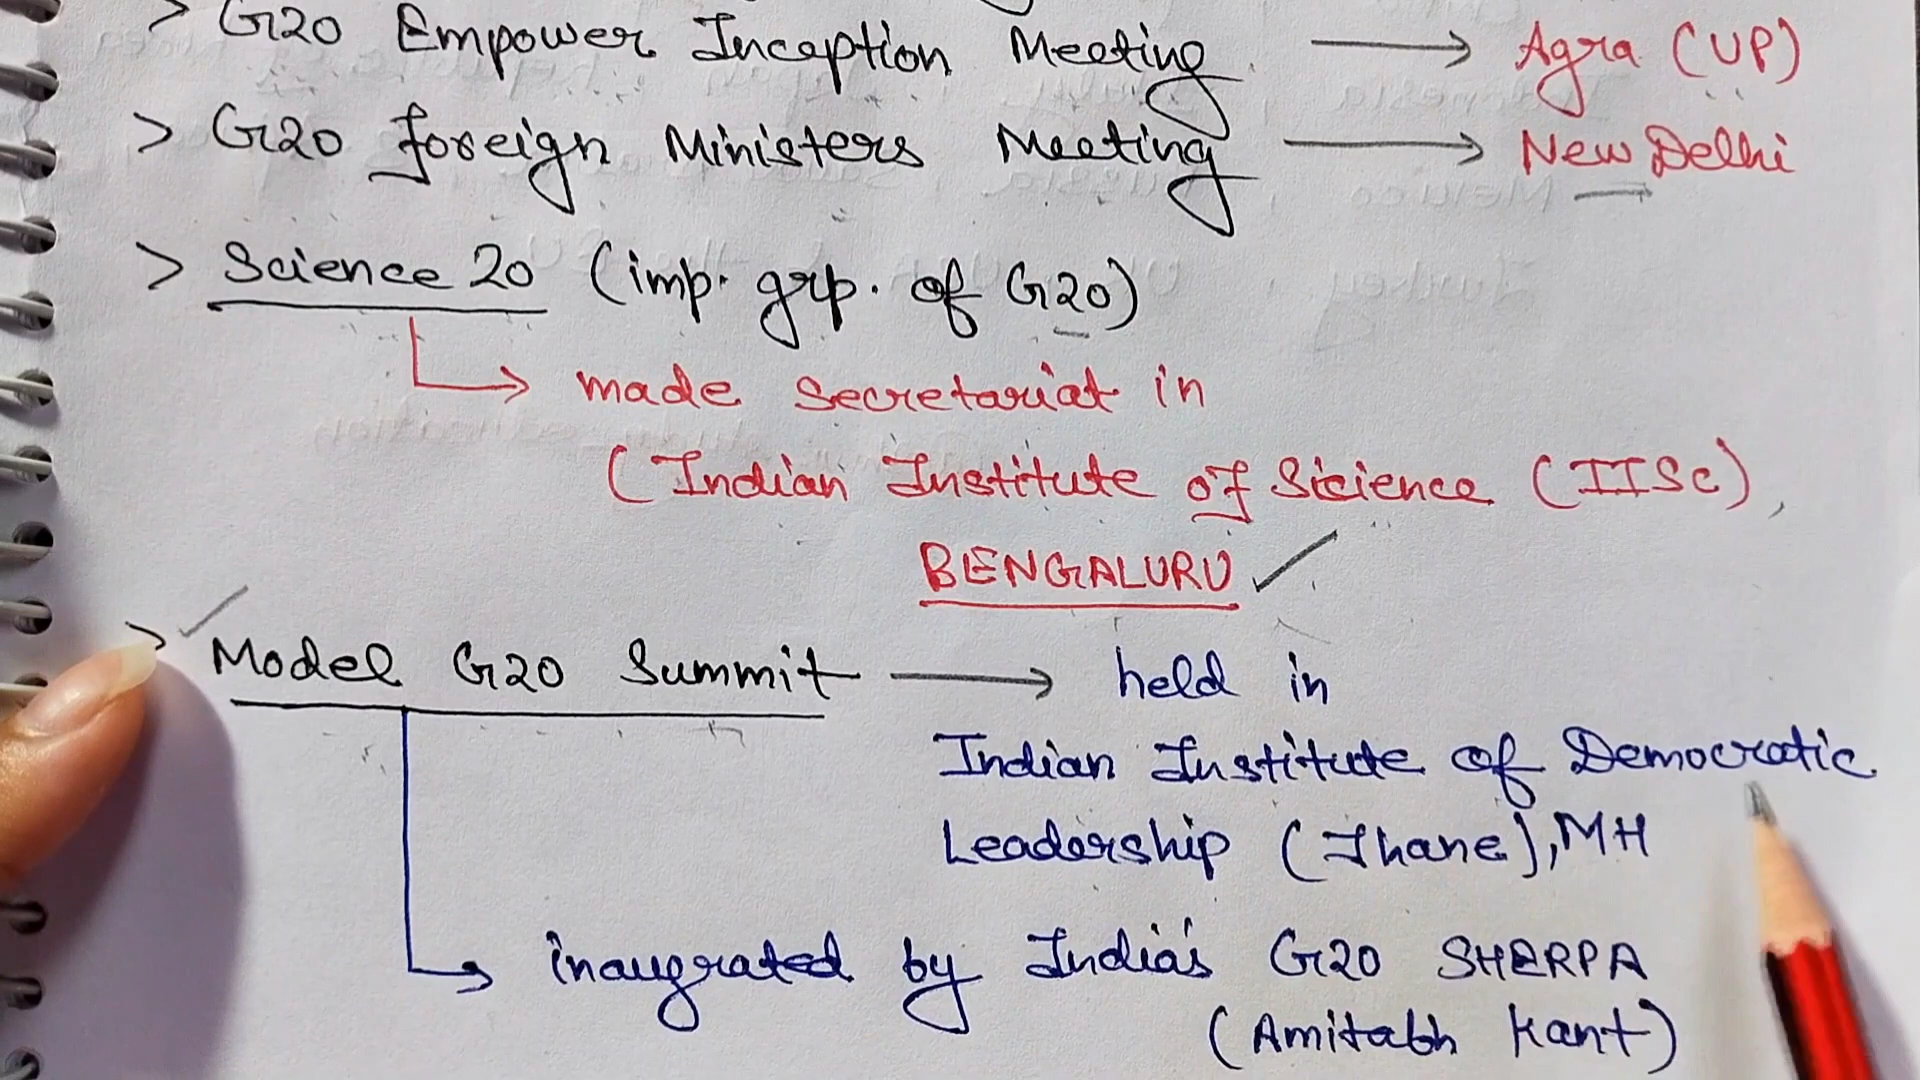 > G20 Empower Inception Meeting → Agra (UP)
> G20 foreign Ministers Meeting → New Delhi
> Science 20 (imp. grp. of G20)
→ made secretariat in
(Indian Institute of Sicience (IISc),
BENGALURU ✓
> Model G20 Summit → held in
Indian Institute of Democratic
Leadership (Thane), MH
→ inaugrated by India's G20 SHERPA
(Amitabh Kant)